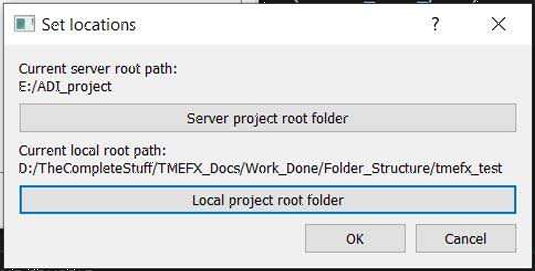 Set locations
?
Current server root path:
E:/ADI_project
Server project root folder
Current local root path:
D:/TheCompleteStuff/TMEFX_Docs/Work_Done/Folder_Structure/tmefx_test
Local project root folder
OK
Cancel